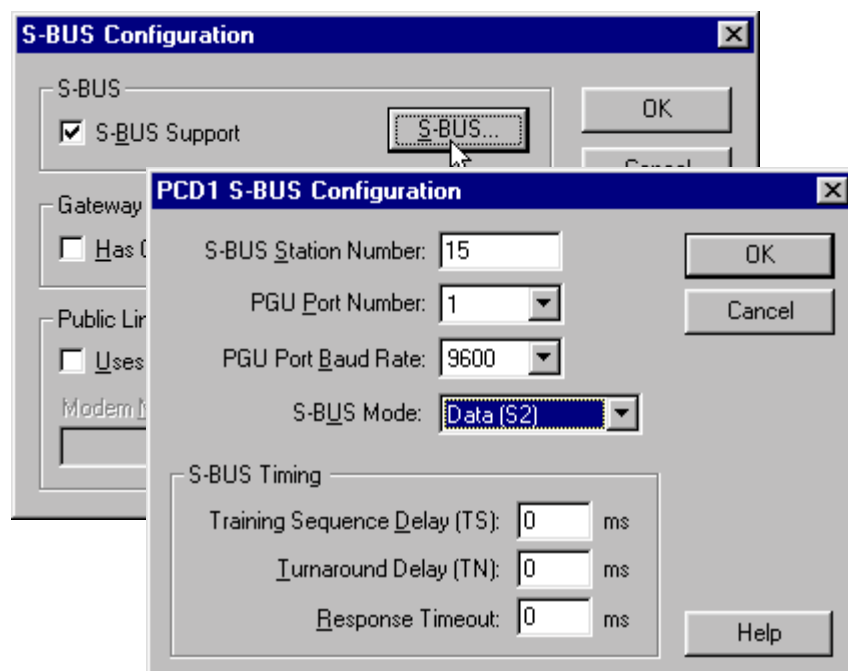 S-BUS Configuration
S-BUS
S-BUS Support
S-BUS...
OK
Cancel
Gateway
Has
Public
Uses
Modem
PCD1 S-BUS Configuration
S-BUS Station Number: 15
OK
PGU Port Number: 1
Cancel
PGU Port Baud Rate: 9600
S-BUS Mode: Data (S2)
S-BUS Timing
Training Sequence Delay (TS): 0 ms
Turnaround Delay (TN): 0 ms
Response Timeout: 0 ms
Help